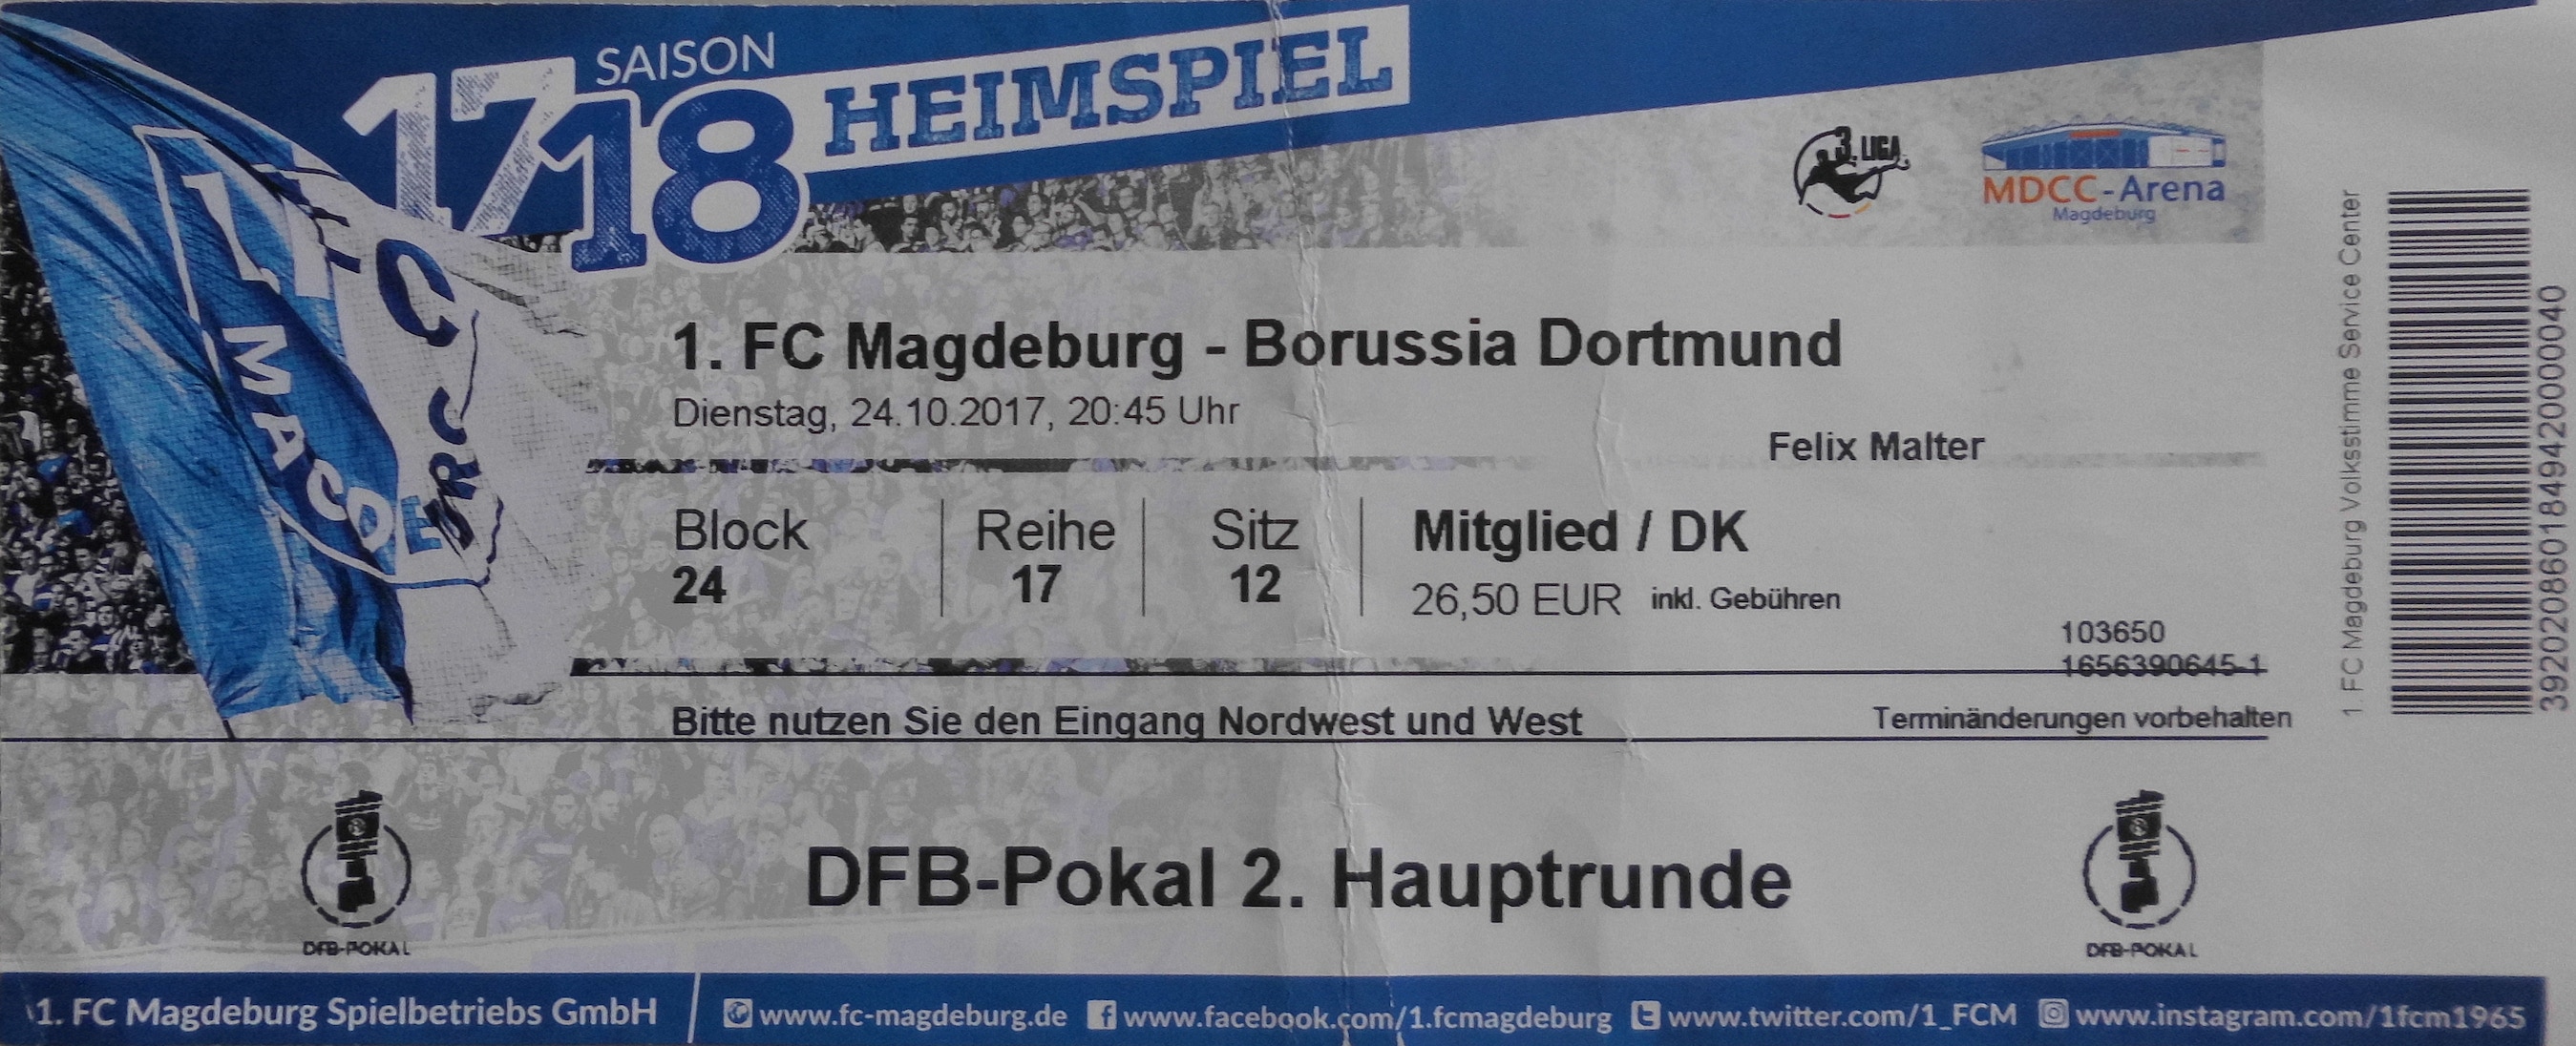 SAISON
17/18 HEIMSPIEL
3. LIGA
MDCC-Arena
Magdeburg
1. FC MAGDEBURG
1. FC Magdeburg - Borussia Dortmund
Dienstag, 24.10.2017, 20:45 Uhr
Felix Malter
Block Reihe Sitz Mitglied / DK
24 17 12 26,50 EUR inkl. Gebühren
103650
1656390645-1
Bitte nutzen Sie den Eingang Nordwest und West Terminänderungen vorbehalten
DFB-Pokal 2. Hauptrunde
DFB-POKAL DFB-POKAL
1. FC Magdeburg Spielbetriebs GmbH www.fc-magdeburg.de www.facebook.com/1.fcmagdeburg www.twitter.com/1_FCM www.instagram.com/1fcm1965
1. FC Magdeburg Volksstimme Service Center
3920208601849420000040